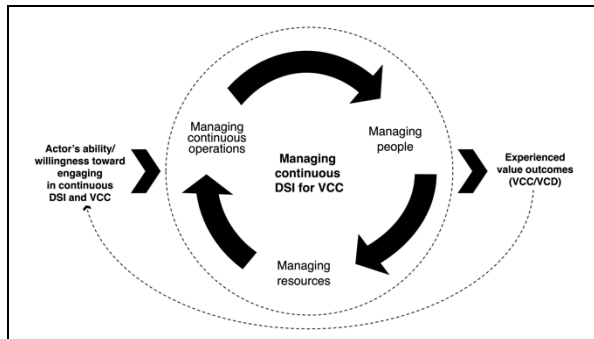 Managing
continuous
operations
Managing
people
Actor's ability/
willingness toward
engaging
in continuous
DSI and VCC
Managing
continuous
DSI for VCC
Experienced
value outcomes
(VCC/VCD)
Managing
resources